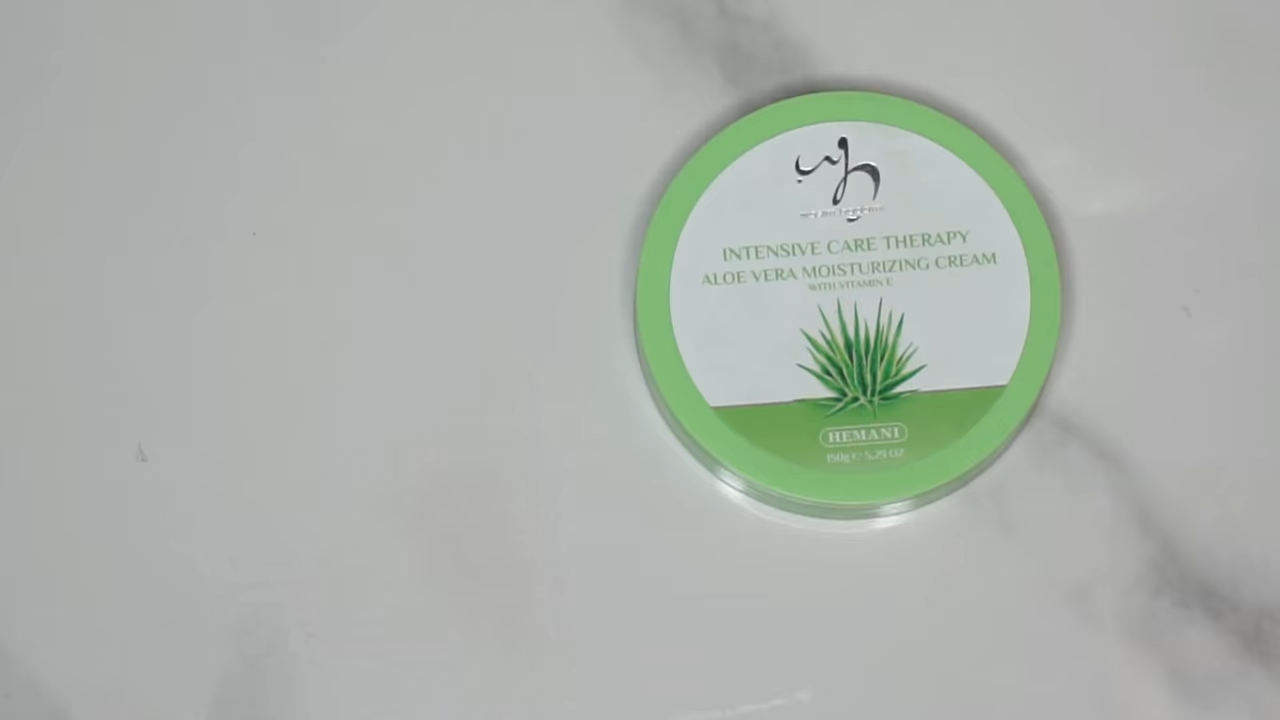 INTENSIVE CARE THERAPY
ALOE VERA MOISTURIZING CREAM
WITH VITAMIN E
HEMANI
150g ℮ 5.29 OZ